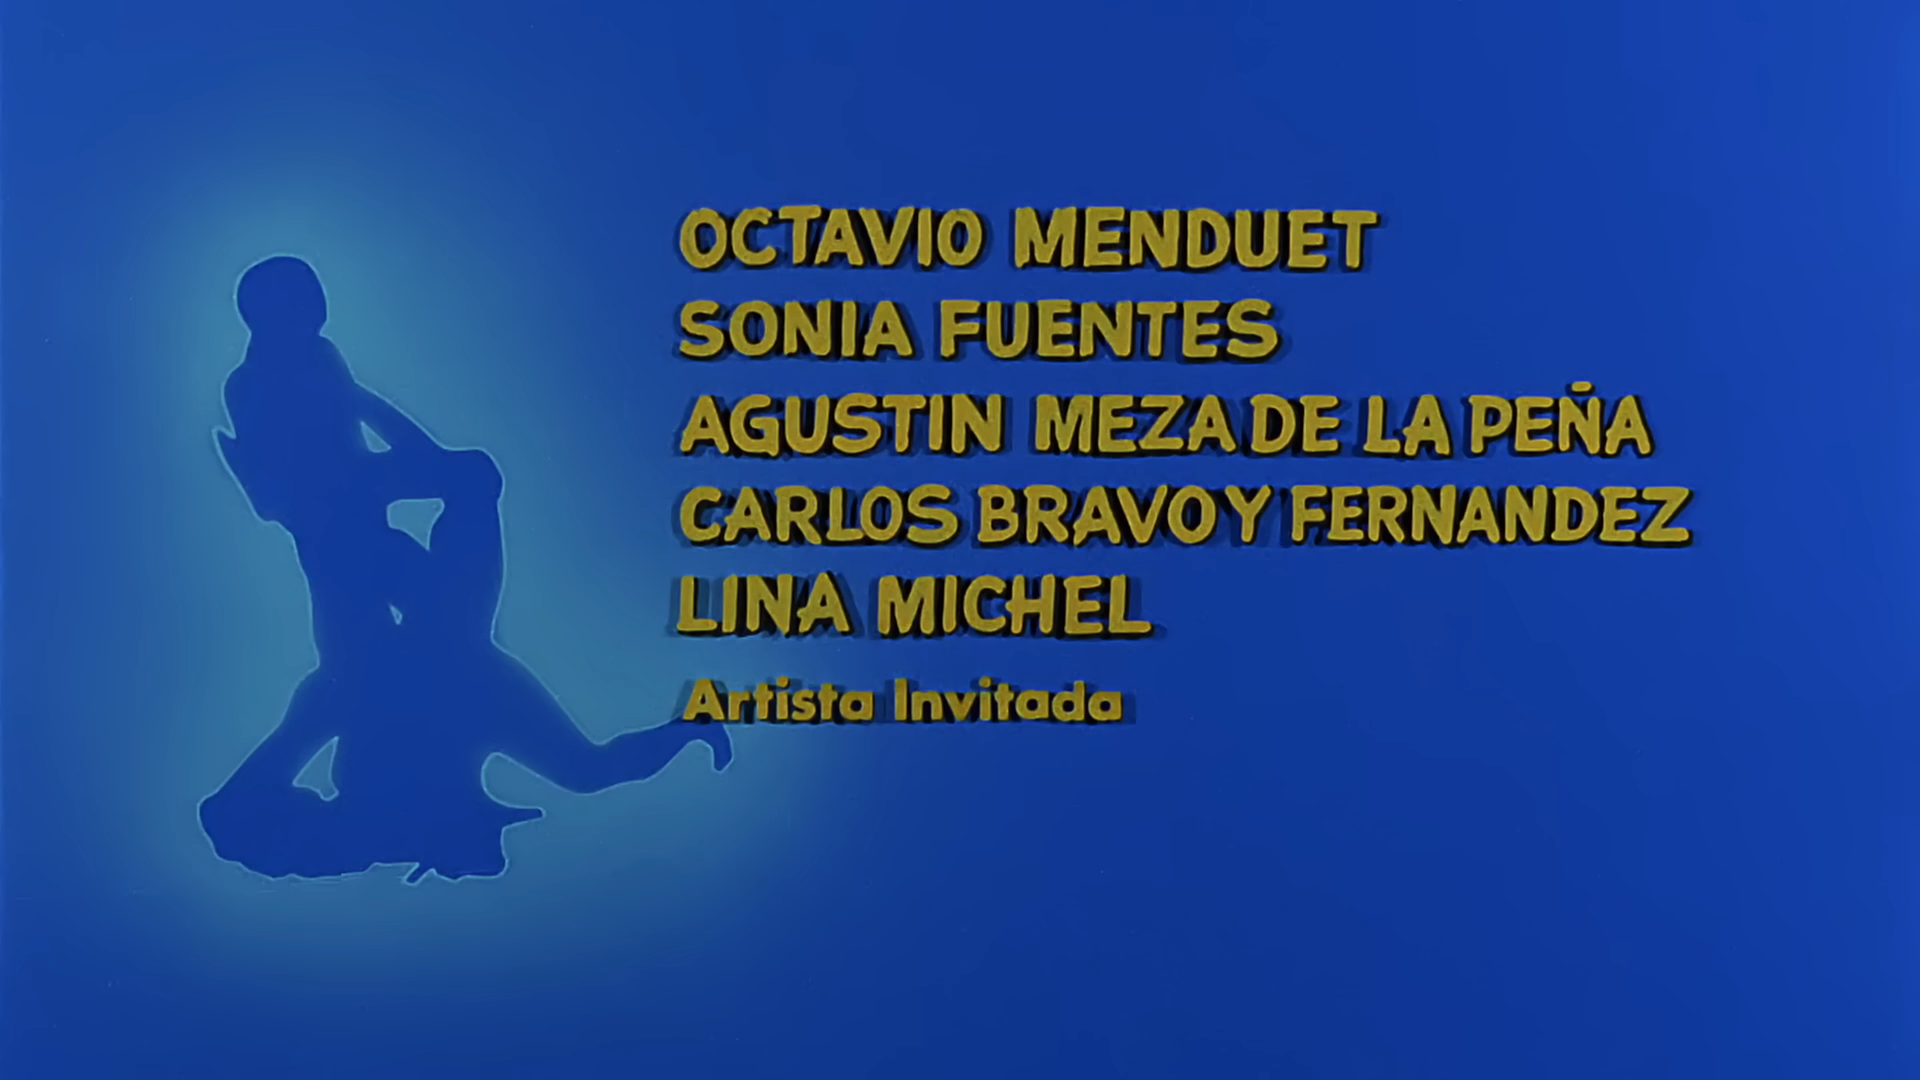 OCTAVIO MENDUET
SONIA FUENTES
AGUSTIN MEZA DE LA PEÑA
CARLOS BRAVO Y FERNANDEZ
LINA MICHEL
Artista Invitada